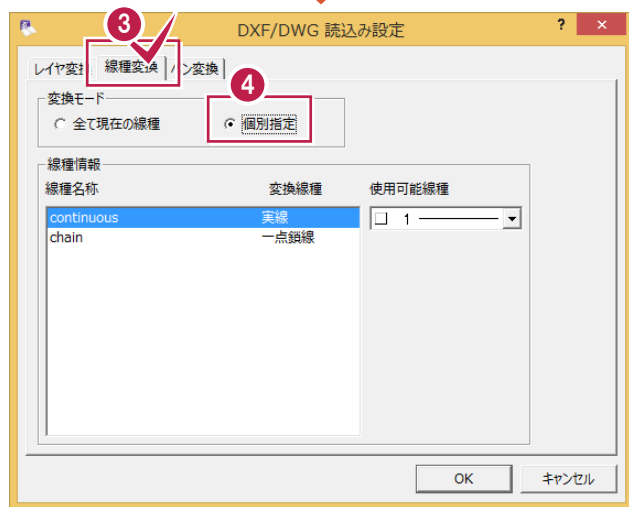 3
DXF/DWG 読込み設定
? ×
レイヤ変換 線種変換 ペン変換
4
変換モード
全て現在の線種 個別指定
線種情報
線種名称 変換線種 使用可能線種
continuous 実線 1
chain 一点鎖線
OK キャンセル